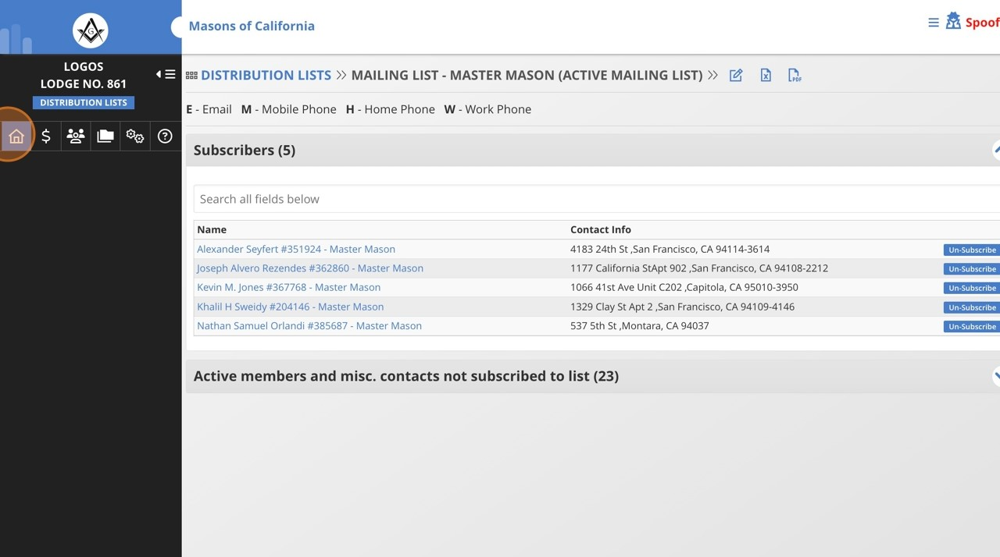 G
Masons of California
Spoof
LOGOS
LODGE NO. 861
DISTRIBUTION LISTS
DISTRIBUTION LISTS >> MAILING LIST - MASTER MASON (ACTIVE MAILING LIST) >>
PDF
E - Email M - Mobile Phone H - Home Phone W - Work Phone
$ ?
Subscribers (5)
Search all fields below
Name Contact Info
Alexander Seyfert #351924 - Master Mason 4183 24th St ,San Francisco, CA 94114-3614 Un-Subscribe
Joseph Alvero Rezendes #362860 - Master Mason 1177 California StApt 902 ,San Francisco, CA 94108-2212 Un-Subscribe
Kevin M. Jones #367768 - Master Mason 1066 41st Ave Unit C202 ,Capitola, CA 95010-3950 Un-Subscribe
Khalil H Sweidy #204146 - Master Mason 1329 Clay St Apt 2 ,San Francisco, CA 94109-4146 Un-Subscribe
Nathan Samuel Orlandi #385687 - Master Mason 537 5th St ,Montara, CA 94037 Un-Subscribe
Active members and misc. contacts not subscribed to list (23)